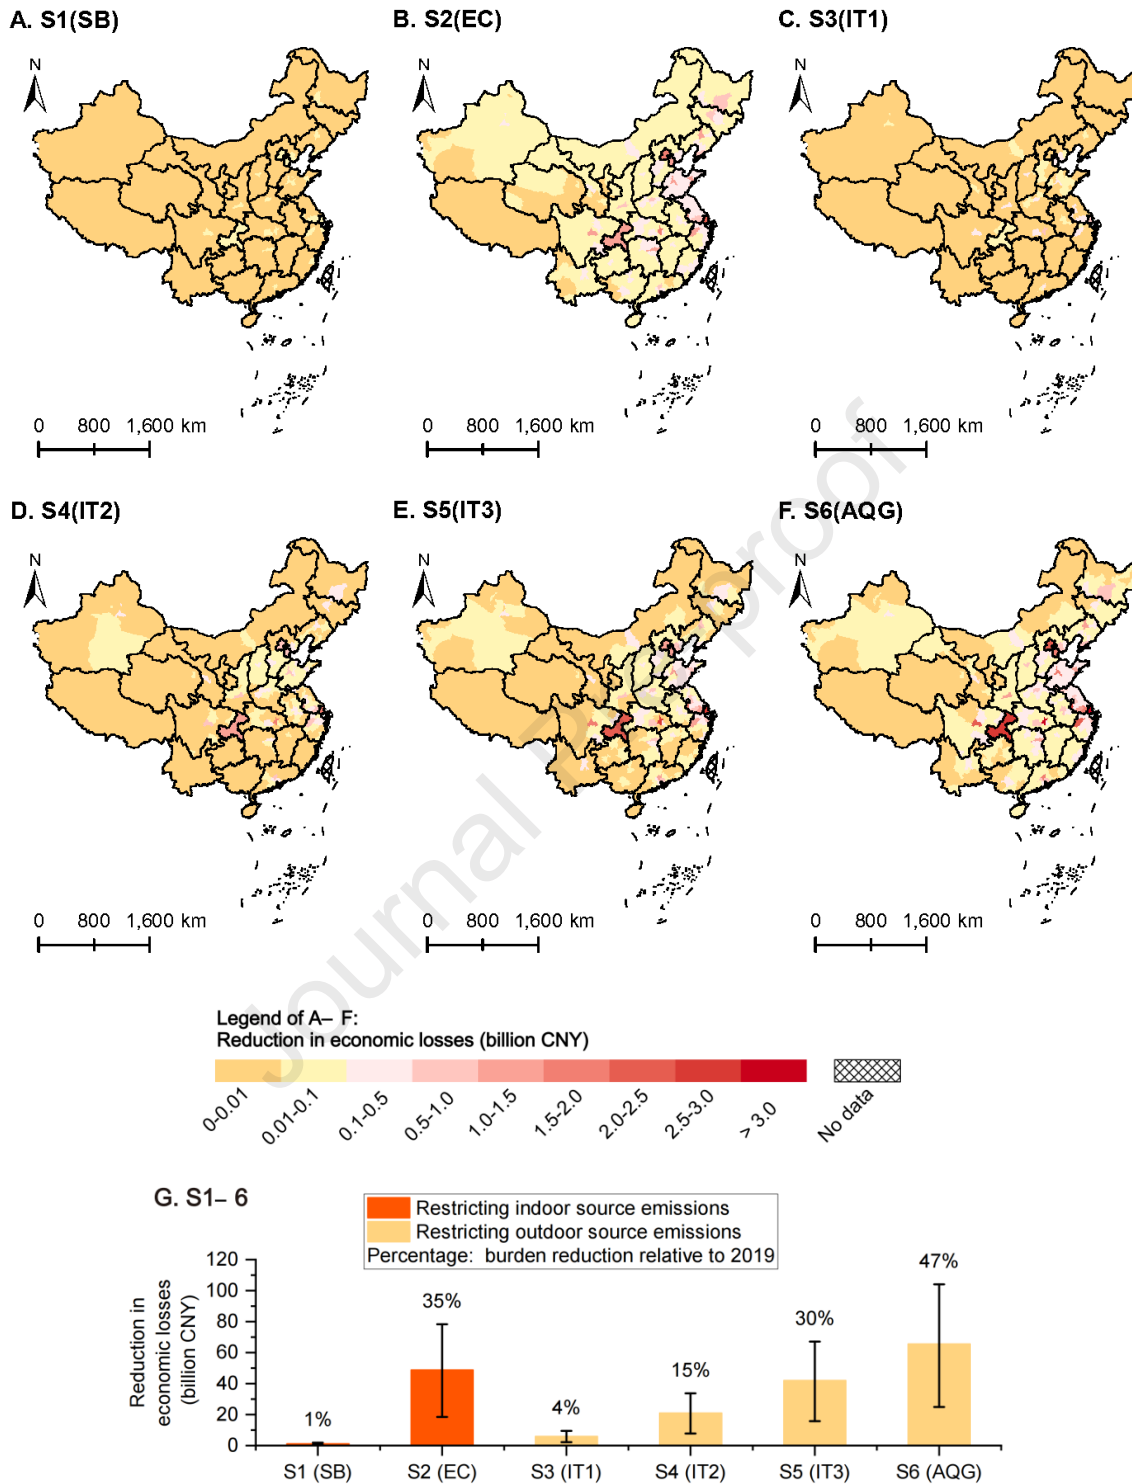 A. S1(SB)
B. S2(EC)
C. S3(IT1)
N
N
N
0 800 1,600 km
0 800 1,600 km
0 800 1,600 km
D. S4(IT2)
E. S5(IT3)
F. S6(AQG)
N
N
N
0 800 1,600 km
0 800 1,600 km
0 800 1,600 km
Journal Pre-proof
Legend of A– F:
Reduction in economic losses (billion CNY)
0-0.01
0.01-0.1
0.1-0.5
0.5-1.0
1.0-1.5
1.5-2.0
2.0-2.5
2.5-3.0
> 3.0
No data
G. S1– 6
Restricting indoor source emissions
Restricting outdoor source emissions
Percentage: burden reduction relative to 2019
Reduction in
economic losses
(billion CNY)
120
100
80
60
40
20
0
1%
35%
4%
15%
30%
47%
S1 (SB)
S2 (EC)
S3 (IT1)
S4 (IT2)
S5 (IT3)
S6 (AQG)